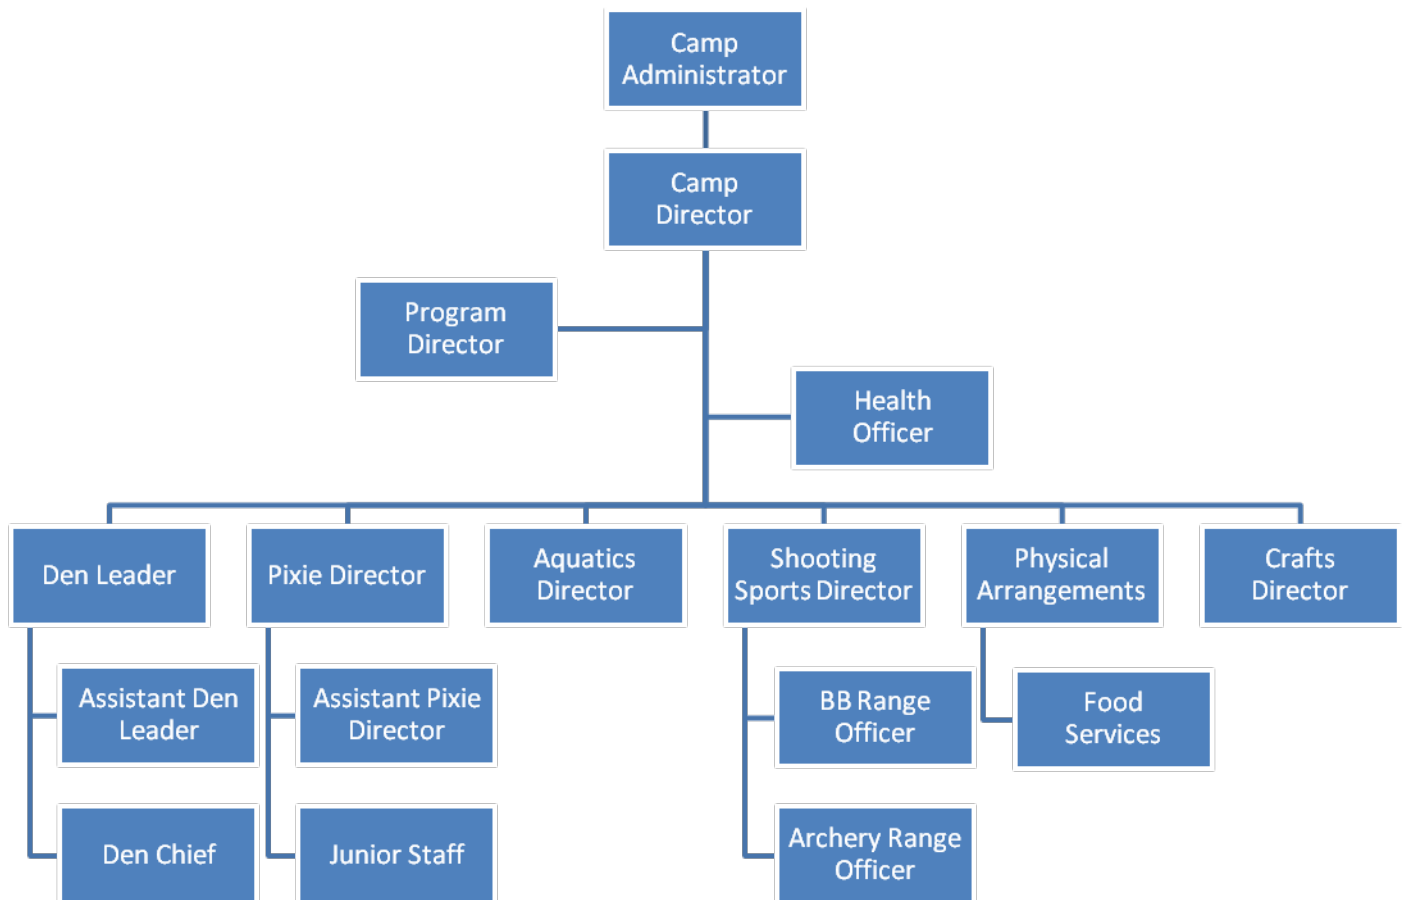 Camp
Administrator
Camp
Director
Program
Director
Health
Officer
Den Leader
Pixie Director
Aquatics
Director
Shooting
Sports Director
Physical
Arrangements
Crafts
Director
Assistant Den
Leader
Assistant Pixie
Director
BB Range
Officer
Food
Services
Den Chief
Junior Staff
Archery Range
Officer